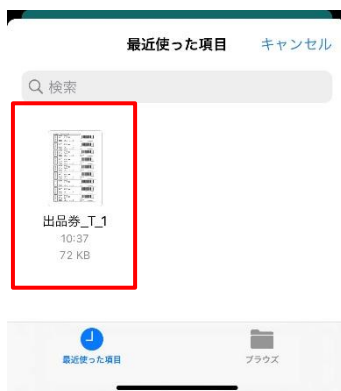 最近使った項目 キャンセル
検索
出品券_T_1
10:37
72 KB
最近使った項目 ブラウズ